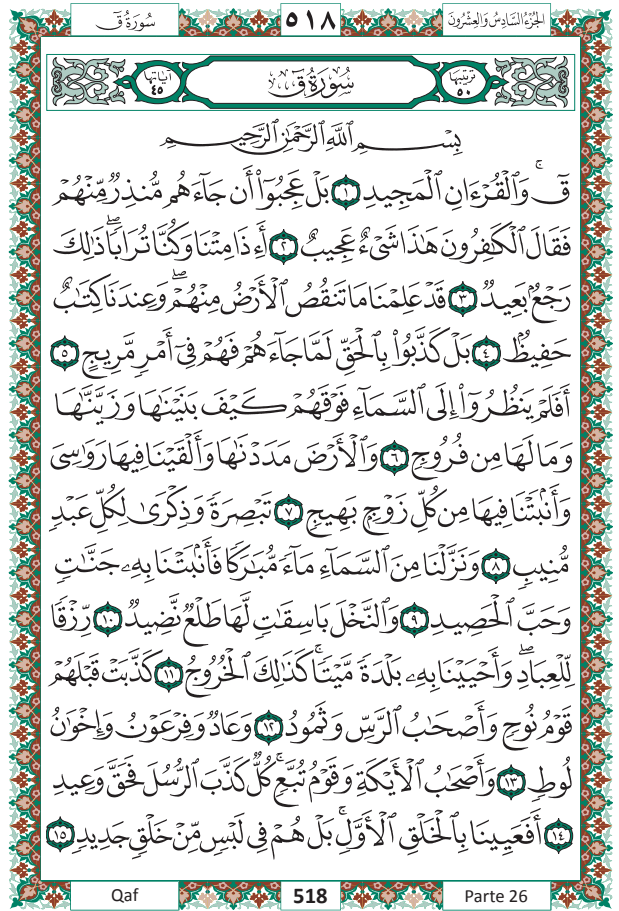 سُورَةُ قٓ ٥١٨ الجُزْءُ السَّادِسُ وَالعِشْرُونَ
تَرْتِيبُهَا ٥٠ سُورَةُ قٓ آيَاتُهَا ٤٥
بِسْمِ ٱللَّهِ ٱلرَّحْمَٰنِ ٱلرَّحِيمِ
قٓۚ وَٱلْقُرْءَانِ ٱلْمَجِيدِ ١ بَلْ عَجِبُوٓا۟ أَن جَآءَهُم مُّنذِرٌ مِّنْهُمْ
فَقَالَ ٱلْكَٰفِرُونَ هَٰذَا شَىْءٌ عَجِيبٌ ٢ أَءِذَا مِتْنَا وَكُنَّا تُرَابًاۖ ذَٰلِكَ
رَجْعٌۢ بَعِيدٌ ٣ قَدْ عَلِمْنَا مَا تَنقُصُ ٱلْأَرْضُ مِنْهُمْۖ وَعِندَنَا كِتَٰبٌ
حَفِيظٌۢ ٤ بَلْ كَذَّبُوا۟ بِٱلْحَقِّ لَمَّا جَآءَهُمْ فَهُمْ فِىٓ أَمْرٍ مَّرِيجٍ ٥
أَفَلَمْ يَنظُرُوٓا۟ إِلَى ٱلسَّمَآءِ فَوْقَهُمْ كَيْفَ بَنَيْنَٰهَا وَزَيَّنَّٰهَا
وَمَا لَهَا مِن فُرُوجٍ ٦ وَٱلْأَرْضَ مَدَدْنَٰهَا وَأَلْقَيْنَا فِيهَا رَوَٰسِىَ
وَأَنۢبَتْنَا فِيهَا مِن كُلِّ زَوْجٍۭ بَهِيجٍ ٧ تَبْصِرَةً وَذِكْرَىٰ لِكُلِّ عَبْدٍ
مُّنِيبٍ ٨ وَنَزَّلْنَا مِنَ ٱلسَّمَآءِ مَآءً مُّبَٰرَكًا فَأَنۢبَتْنَا بِهِۦ جَنَّٰتٍ
وَحَبَّ ٱلْحَصِيدِ ٩ وَٱلنَّخْلَ بَاسِقَٰتٍ لَّهَا طَلْعٌ نَّضِيدٌ ١٠ رِّزْقًا
لِّلْعِبَادِۖ وَأَحْيَيْنَا بِهِۦ بَلْدَةً مَّيْتًاۚ كَذَٰلِكَ ٱلْخُرُوجُ ١١ كَذَّبَتْ قَبْلَهُمْ
قَوْمُ نُوحٍ وَأَصْحَٰبُ ٱلرَّسِّ وَثَمُودُ ١٢ وَعَادٌ وَفِرْعَوْنُ وَإِخْوَٰنُ
لُوطٍ ١٣ وَأَصْحَٰبُ ٱلْأَيْكَةِ وَقَوْمُ تُبَّعٍۚ كُلٌّ كَذَّبَ ٱلرُّسُلَ فَحَقَّ وَعِيدِ
١٤ أَفَعَيِينَا بِٱلْخَلْقِ ٱلْأَوَّلِۚ بَلْ هُمْ فِى لَبْسٍ مِّنْ خَلْقٍ جَدِيدٍ ١٥
Qaf 518 Parte 26